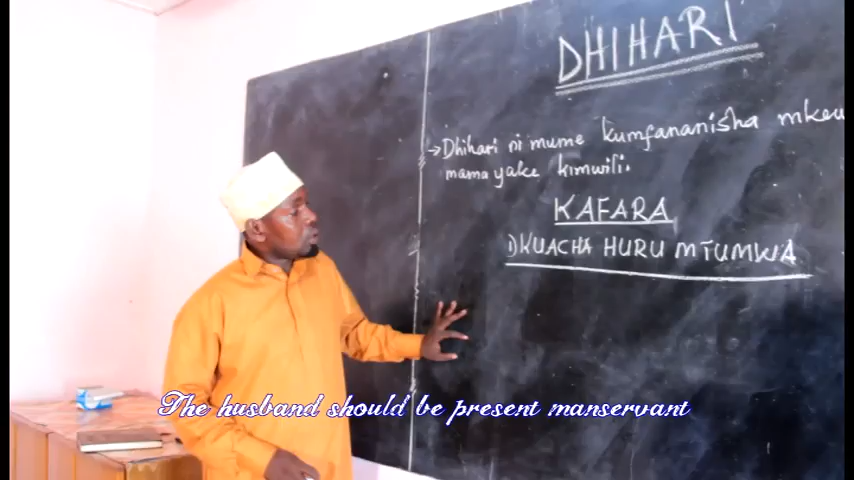 DHIHARI
→Dhihari ni mume kumfananisha
mama yake kimwili.
KAFARA
1)KUACHA HURU MTUMWA
The husband should be present manservant